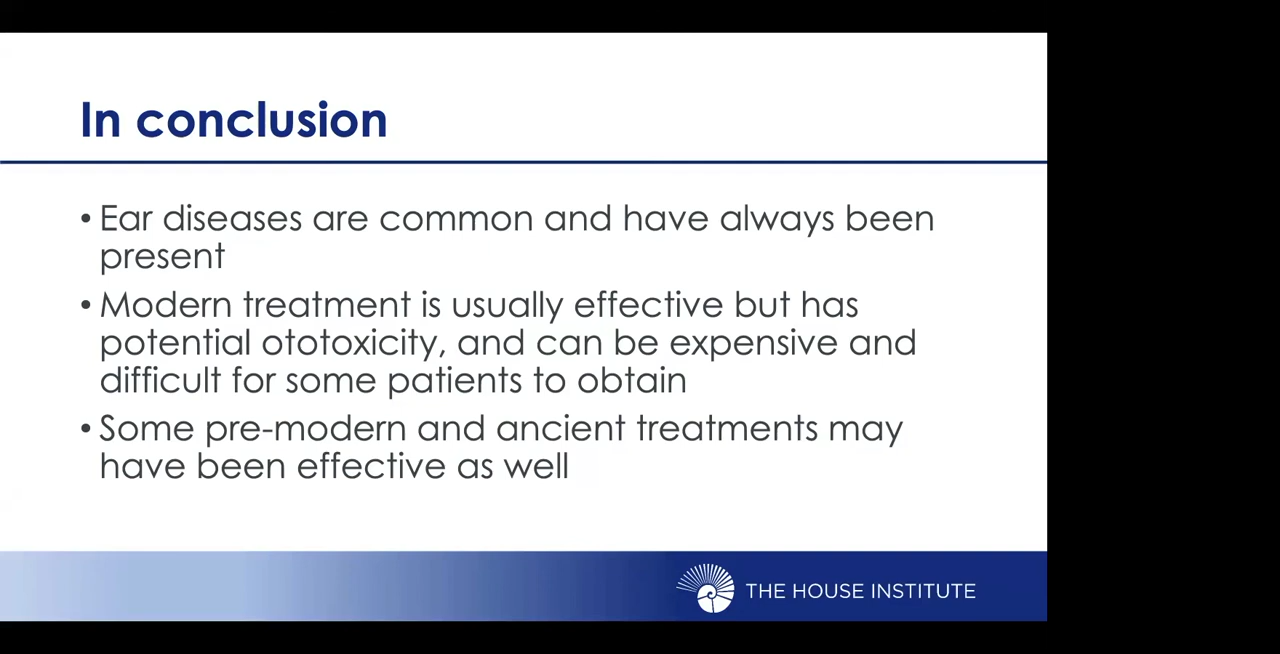 In conclusion
• Ear diseases are common and have always been
present
• Modern treatment is usually effective but has
potential ototoxicity, and can be expensive and
difficult for some patients to obtain
• Some pre-modern and ancient treatments may
have been effective as well
THE HOUSE INSTITUTE